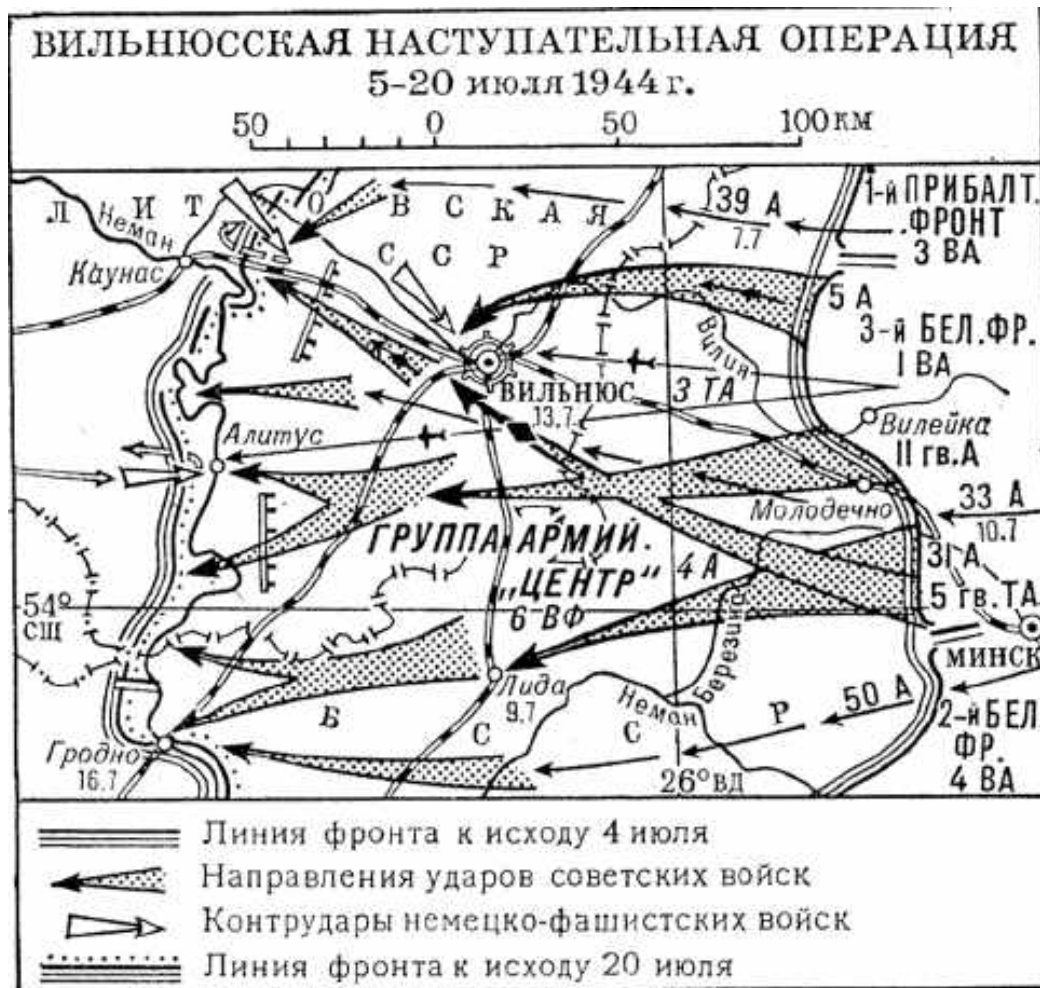 ВИЛЬНЮССКАЯ НАСТУПАТЕЛЬНАЯ ОПЕРАЦИЯ
5-20 июля 1944 г.
50 0 50 100 км
ЛИТОВСКАЯ
ССР
Неман
Каунас
39 А
7.7
1-й ПРИБАЛТ.
ФРОНТ
3 ВА
5 А
3-й БЕЛ.ФР.
I ВА
Вилия
ВИЛЬНЮС
13.7
3 ТА
Вилейка
II гв.А
Алитус
Молодечно
33 А
10.7
31 А
5 гв.ТА
ГРУППА АРМИЙ
„ЦЕНТР"
6 ВФ
4 А
54°
СШ
Березина
МИНСК
Лида
9.7
Неман
50 А
БССР
2-й БЕЛ.
ФР.
4 ВА
Гродно
16.7
26° ВД
Линия фронта к исходу 4 июля
Направления ударов советских войск
Контрудары немецко-фашистских войск
Линия фронта к исходу 20 июля